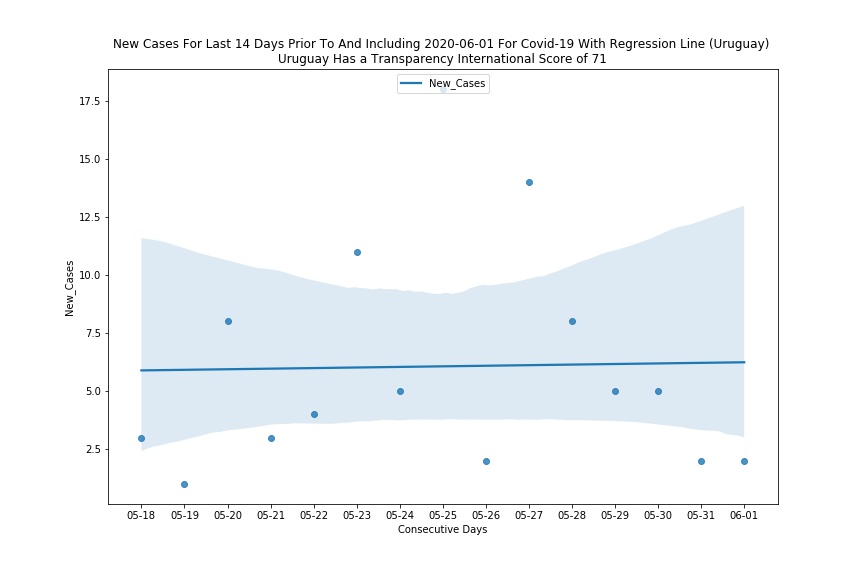 New Cases For Last 14 Days Prior To And Including 2020-06-01 For Covid-19 With Regression Line (Uruguay)
Uruguay Has a Transparency International Score of 71
New_Cases
17.5
15.0
12.5
10.0
7.5
5.0
2.5
New_Cases
05-18 05-19 05-20 05-21 05-22 05-23 05-24 05-25 05-26 05-27 05-28 05-29 05-30 05-31 06-01
Consecutive Days